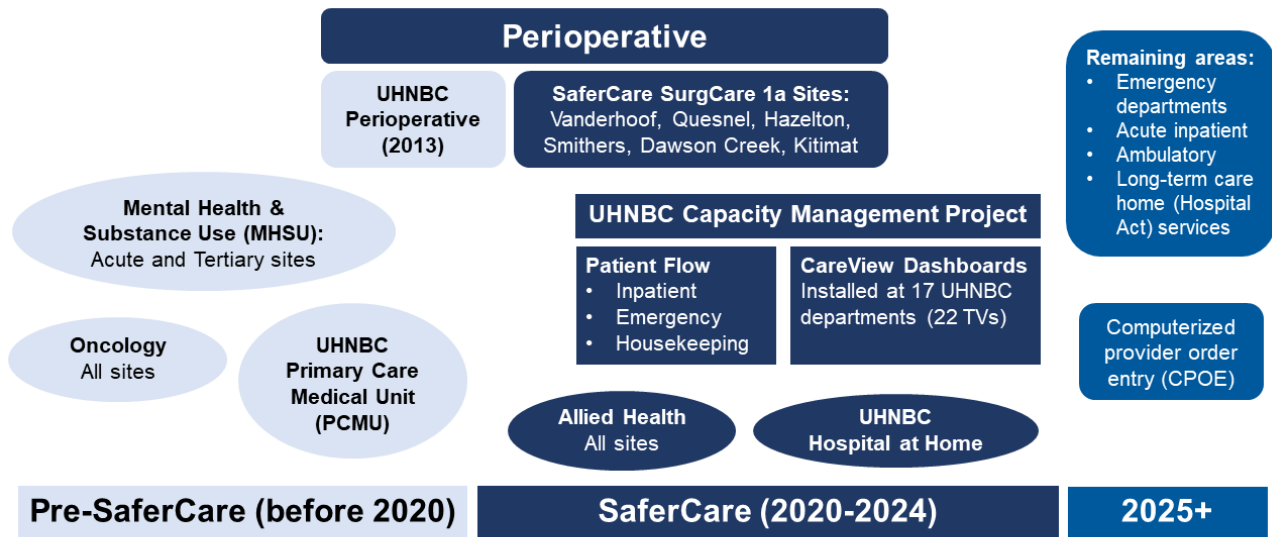 Perioperative
UHNBC
Perioperative
(2013)
SaferCare SurgCare 1a Sites:
Vanderhoof, Quesnel, Hazelton,
Smithers, Dawson Creek, Kitimat
Remaining areas:
• Emergency
departments
• Acute inpatient
• Ambulatory
• Long-term care
home (Hospital
Act) services
Mental Health &
Substance Use (MHSU):
Acute and Tertiary sites
UHNBC Capacity Management Project
Patient Flow
• Inpatient
• Emergency
• Housekeeping
CareView Dashboards
Installed at 17 UHNBC
departments (22 TVs)
Oncology
All sites
UHNBC
Primary Care
Medical Unit
(PCMU)
Computerized
provider order
entry (CPOE)
Allied Health
All sites
UHNBC
Hospital at Home
Pre-SaferCare (before 2020)
SaferCare (2020-2024)
2025+